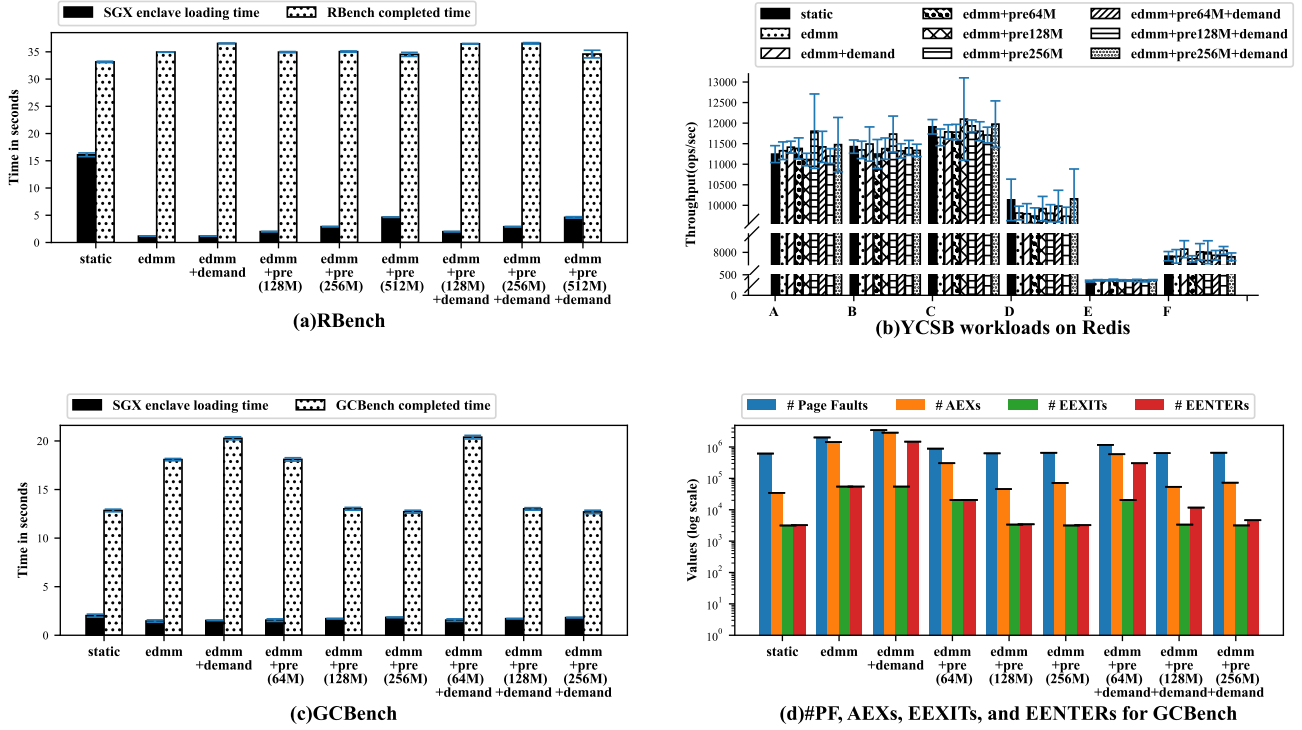 SGX enclave loading time RBench completed time
Time in seconds
35
30
25
20
15
10
5
0
static edmm edmm edmm edmm edmm edmm edmm edmm
+demand +pre +pre +pre +pre +pre +pre
(128M) (256M) (512M) (128M) (256M) (512M)
+demand +demand +demand
(a)RBench
static edmm+pre64M edmm+pre64M+demand
edmm edmm+pre128M edmm+pre128M+demand
edmm+demand edmm+pre256M edmm+pre256M+demand
Throughput(ops/sec)
13000
12500
12000
11500
11000
10500
10000
8000
500
0
A B C D E F
(b)YCSB workloads on Redis
SGX enclave loading time GCBench completed time
Time in seconds
20
15
10
5
0
static edmm edmm edmm edmm edmm edmm edmm edmm
+demand +pre +pre +pre +pre +pre +pre
(64M) (128M) (256M) (64M) (128M) (256M)
+demand +demand +demand
(c)GCBench
# Page Faults # AEXs # EEXITs # EENTERs
Values (log scale)
10⁶
10⁵
10⁴
10³
10²
10¹
10⁰
static edmm edmm edmm edmm edmm edmm edmm edmm
+demand +pre +pre +pre +pre +pre +pre
(64M) (128M) (256M) (64M) (128M) (256M)
+demand +demand +demand
(d)#PF, AEXs, EEXITs, and EENTERs for GCBench